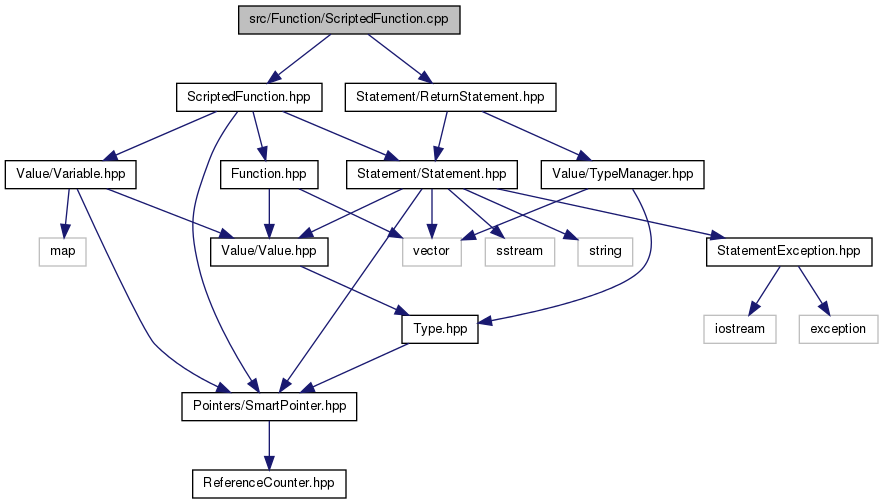 src/Function/ScriptedFunction.cpp
ScriptedFunction.hpp
Statement/ReturnStatement.hpp
Value/Variable.hpp
Function.hpp
Statement/Statement.hpp
Value/TypeManager.hpp
map
Value/Value.hpp
vector
sstream
string
StatementException.hpp
Type.hpp
iostream
exception
Pointers/SmartPointer.hpp
ReferenceCounter.hpp